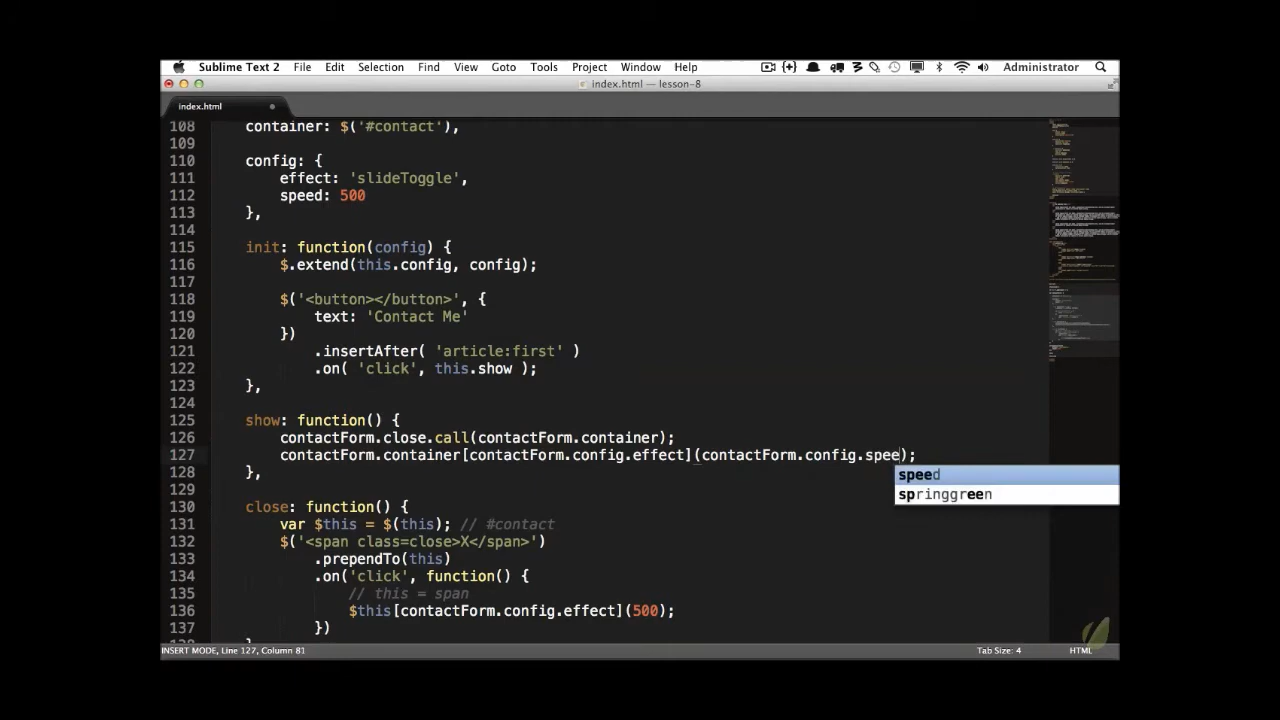 Sublime Text 2 File Edit Selection Find View Goto Tools Project Window Help Administrator
index.html — lesson-8
index.html
108 container: $('#contact'),
109
110 config: {
111 effect: 'slideToggle',
112 speed: 500
113 },
114
115 init: function(config) {
116 $.extend(this.config, config);
117
118 $('<button></button>', {
119 text: 'Contact Me'
120 })
121 .insertAfter( 'article:first' )
122 .on( 'click', this.show );
123 },
124
125 show: function() {
126 contactForm.close.call(contactForm.container);
127 contactForm.container[contactForm.config.effect](contactForm.config.spee);
128 },
speed
129
springgreen
130 close: function() {
131 var $this = $(this); // #contact
132 $('<span class=close>X</span>')
133 .prependTo(this)
134 .on('click', function() {
135 // this = span
136 $this[contactForm.config.effect](500);
137 })
INSERT MODE, Line 127, Column 81 Tab Size: 4 HTML